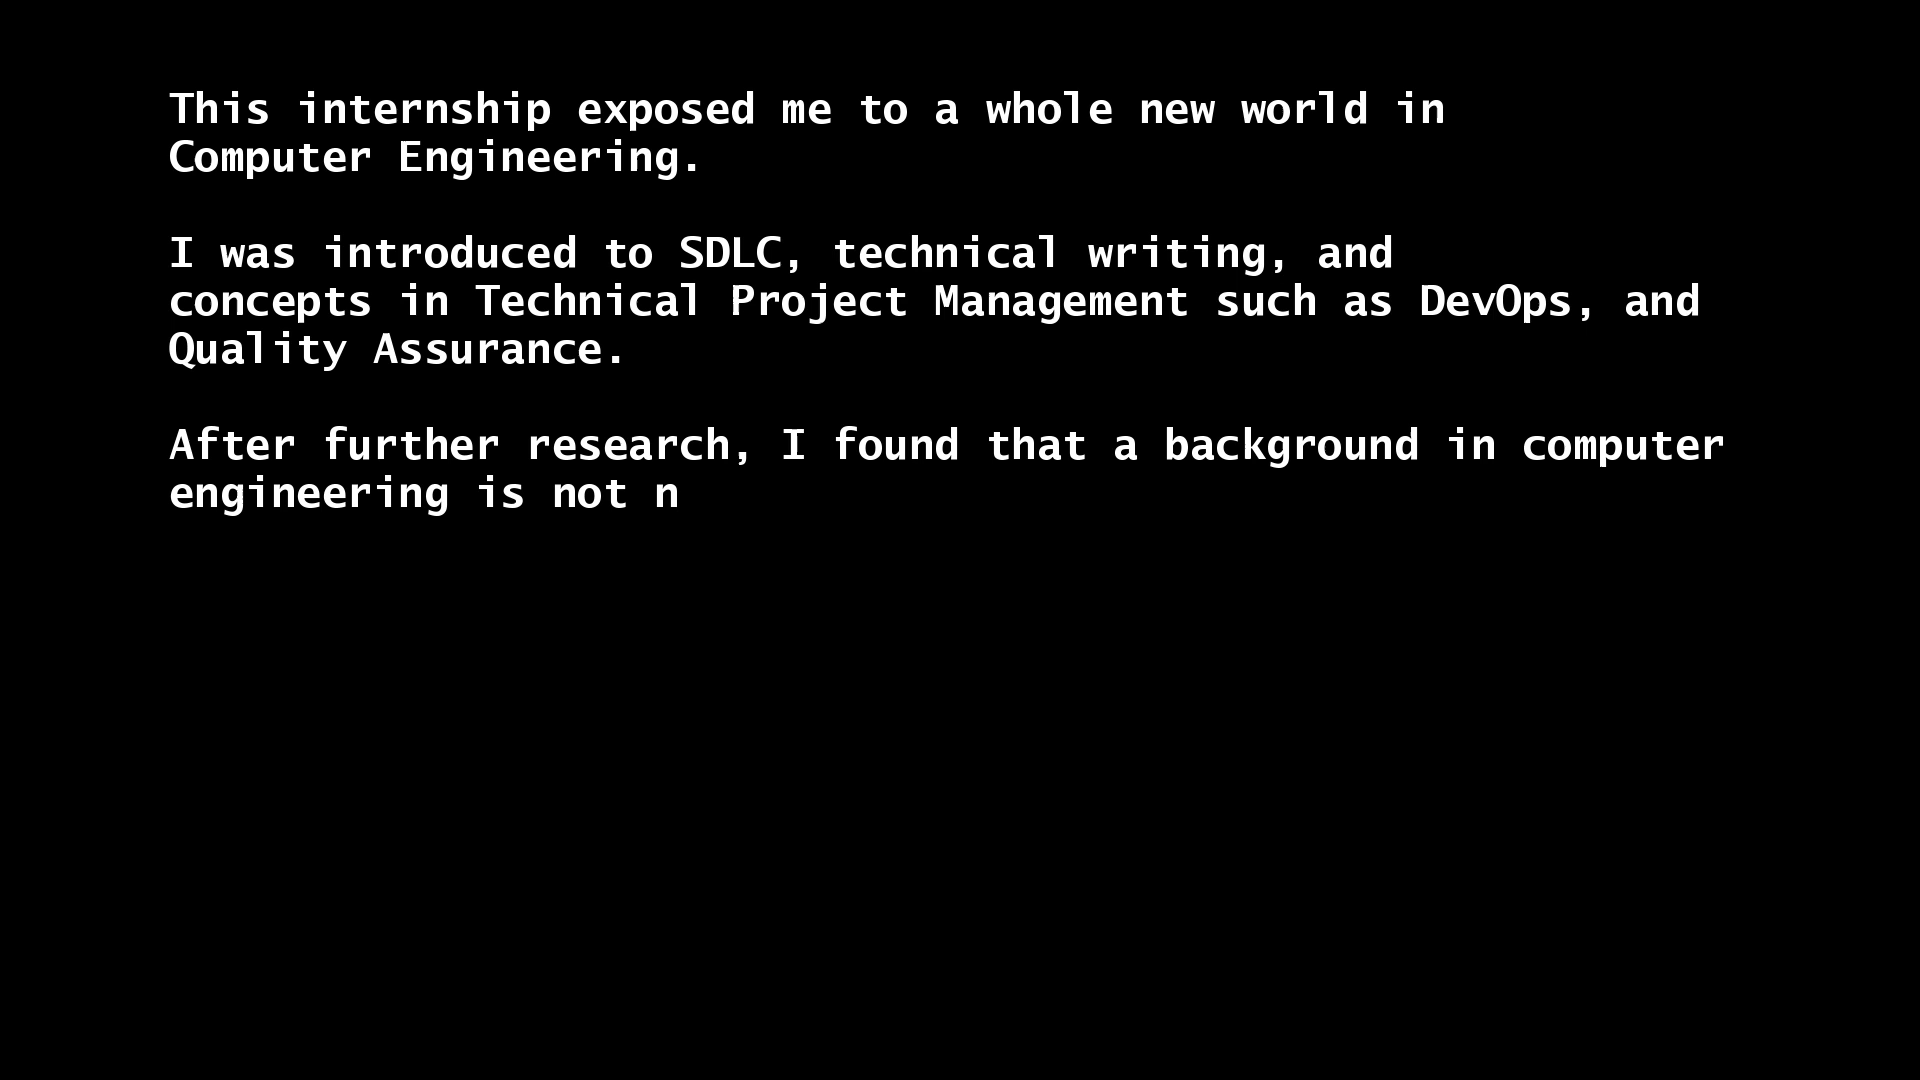 This internship exposed me to a whole new world in
Computer Engineering.
I was introduced to SDLC, technical writing, and
concepts in Technical Project Management such as DevOps, and
Quality Assurance.
After further research, I found that a background in computer
engineering is not n